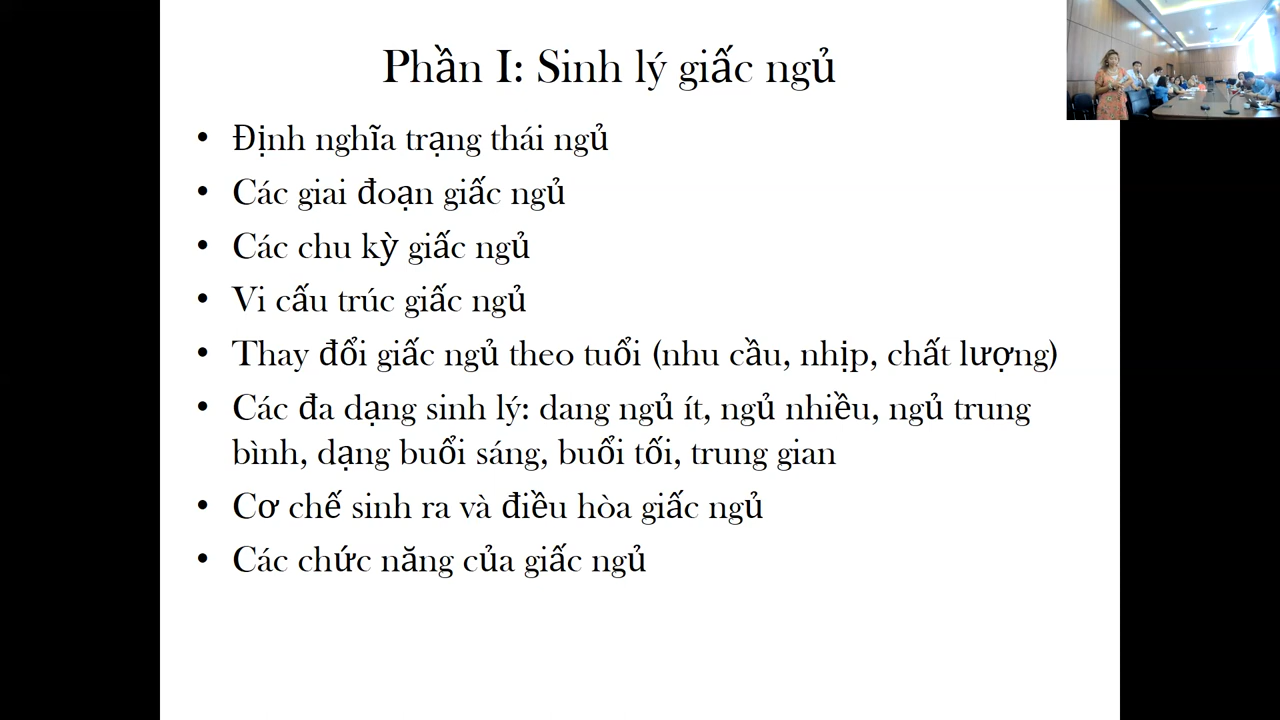 Phần I: Sinh lý giấc ngủ
• Định nghĩa trạng thái ngủ
• Các giai đoạn giấc ngủ
• Các chu kỳ giấc ngủ
• Vi cấu trúc giấc ngủ
• Thay đổi giấc ngủ theo tuổi (nhu cầu, nhịp, chất lượng)
• Các đa dạng sinh lý: dang ngủ ít, ngủ nhiều, ngủ trung
bình, dạng buổi sáng, buổi tối, trung gian
• Cơ chế sinh ra và điều hòa giấc ngủ
• Các chức năng của giấc ngủ